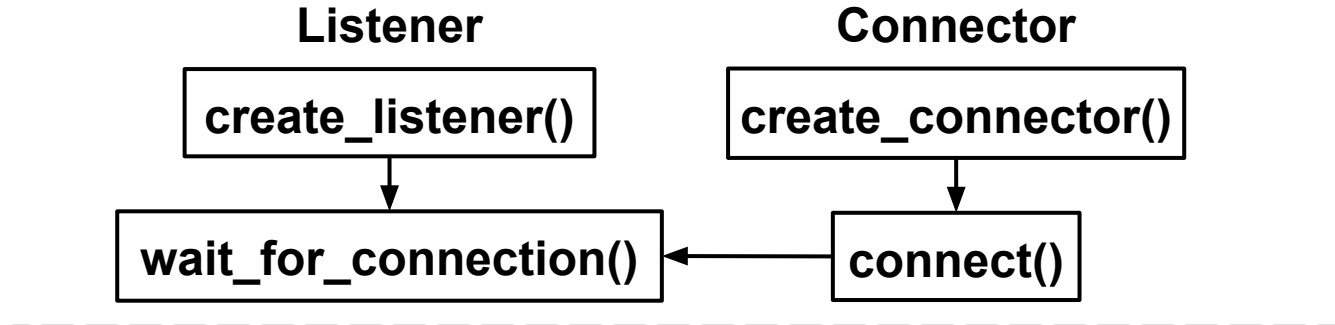 Listener
Connector
create_listener()
create_connector()
wait_for_connection()
connect()